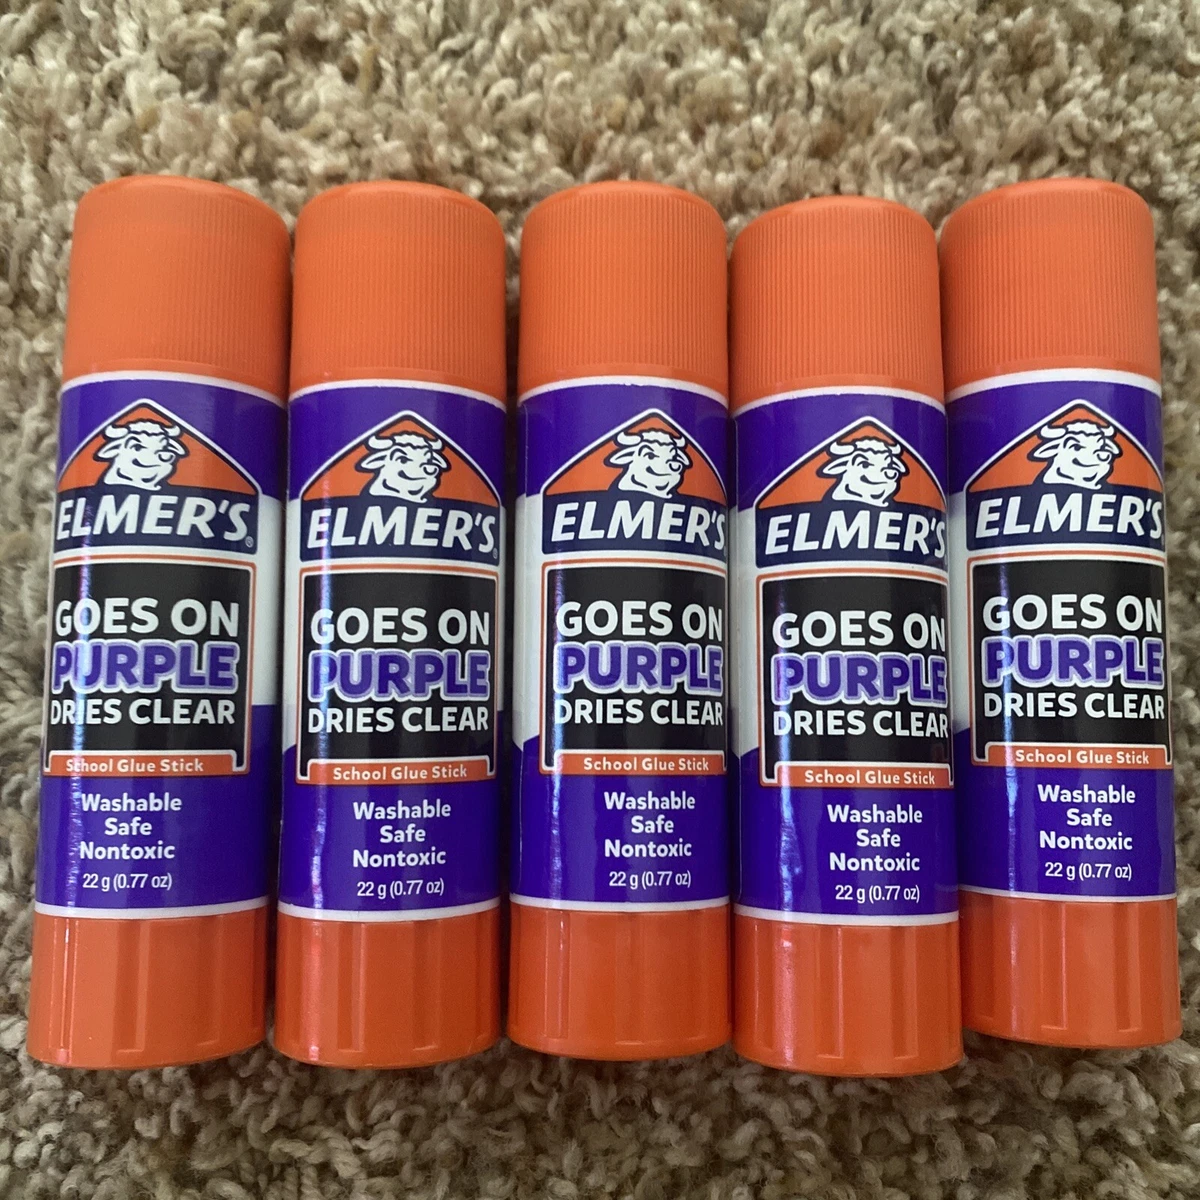 ELMER'S®
GOES ON
PURPLE
DRIES CLEAR
School Glue Stick
Washable
Safe
Nontoxic
22 g (0.77 oz)
ELMER'S
GOES ON
PURPLE
DRIES CLEAR
School Glue Stick
Washable
Safe
Nontoxic
22 g (0.77 oz)
ELMER'S
GOES ON
PURPLE
DRIES CLEAR
School Glue Stick
Washable
Safe
Nontoxic
22 g (0.77 oz)
ELMER'S
GOES ON
PURPLE
DRIES CLEAR
School Glue Stick
Washable
Safe
Nontoxic
22 g (0.77 oz)
ELMER'S
GOES ON
PURPLE
DRIES CLEAR
School Glue Stick
Washable
Safe
Nontoxic
22 g (0.77 oz)